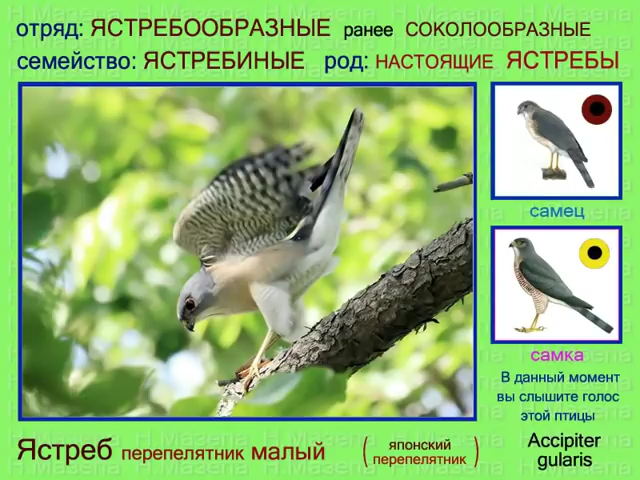 отряд: ЯСТРЕБООБРАЗНЫЕ ранее СОКОЛООБРАЗНЫЕ
семейство: ЯСТРЕБИНЫЕ род: НАСТОЯЩИЕ ЯСТРЕБЫ
самец
самка
В данный момент
вы слышите голос
этой птицы
Ястреб перепелятник малый
(японский
перепелятник)
Accipiter
gularis